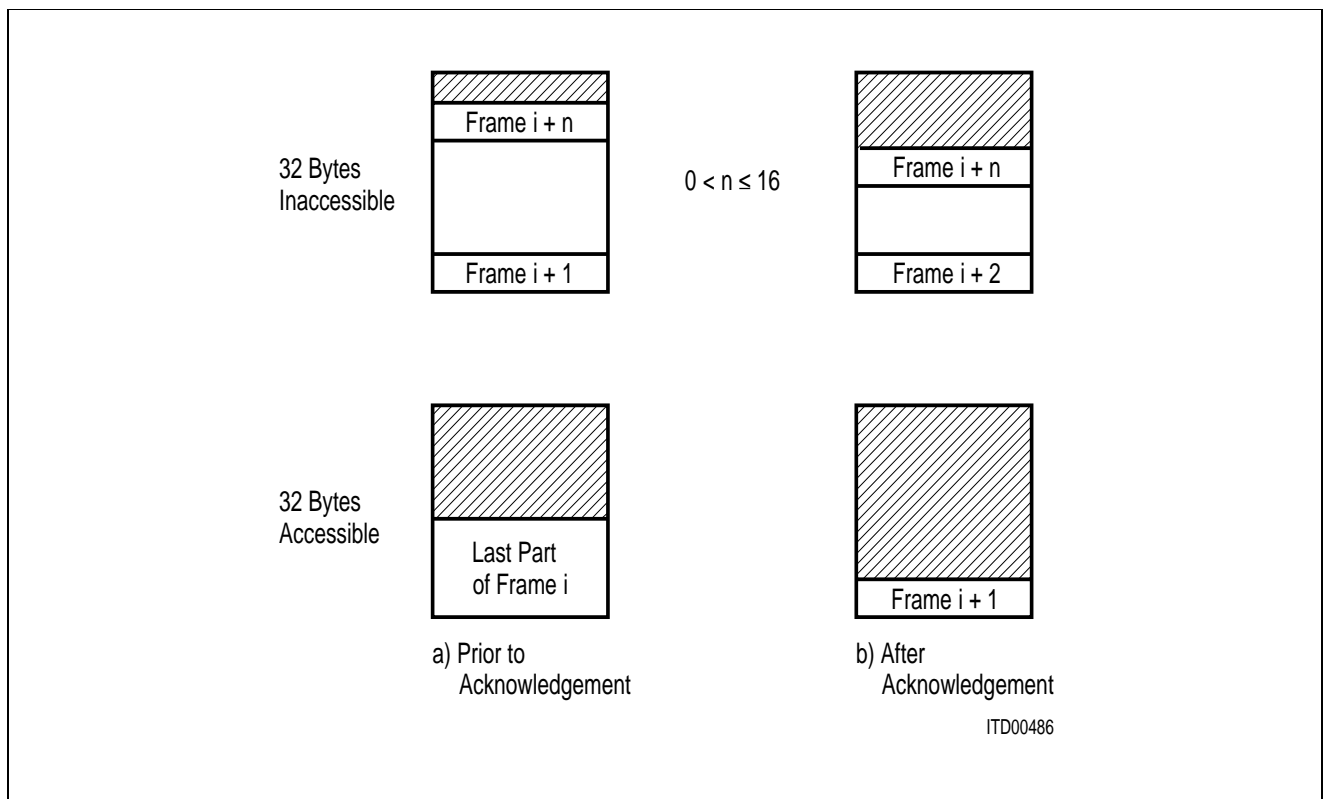 Frame i + n
Frame i + n
32 Bytes
Inaccessible
0 < n ≤ 16
Frame i + 1
Frame i + 2
32 Bytes
Accessible
Last Part
of Frame i
Frame i + 1
a) Prior to
Acknowledgement
b) After
Acknowledgement
ITD00486